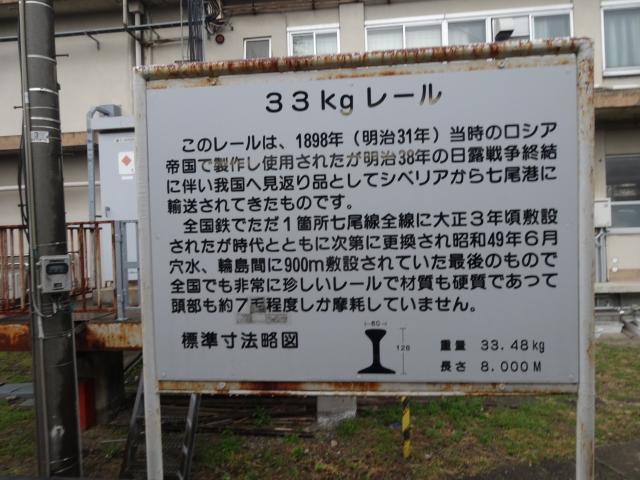 33kgレール
このレールは、1898年（明治31年）当時のロシア
帝国で製作し使用されたが明治38年の日露戦争終結
に伴い我国へ見返り品としてシベリアから七尾港に
輸送されてきたものです。
全国鉄でただ1箇所七尾線全線に大正3年頃敷設
されたが時代とともに次第に更換され昭和49年6月
穴水、輪島間に900m敷設されていた最後のもので
全国でも非常に珍しいレールで材質も硬質であって
頭部も約7毛程度しか摩耗していません。
標準寸法略図
60
128
重量 33.48kg
長さ 8.000M